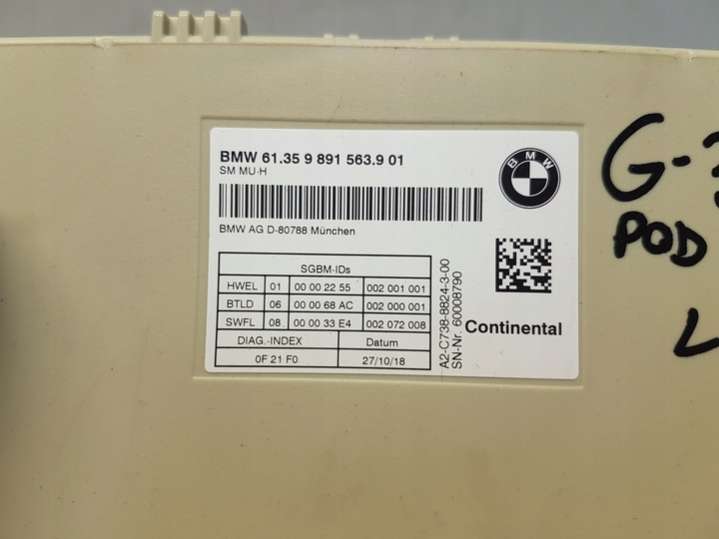 BMW 61.35 9 891 563.9 01
SM MU-H
BMW
BMW AG D-80788 München
SGBM-IDs
HWEL 01 00 00 22 55 002 001 001
BTLD 06 00 00 68 AC 002 000 001
SWFL 08 00 00 33 E4 002 072 008
DIAG.-INDEX Datum
0F 21 F0 27/10/18
A2-C738-8824-3-00
SN-Nr. 60008790
Continental
POD
L